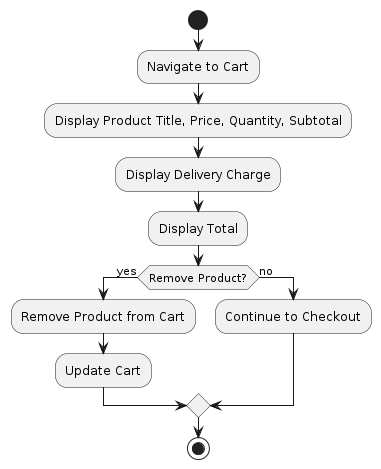 Navigate to Cart
Display Product Title, Price, Quantity, Subtotal
Display Delivery Charge
Display Total
yes
Remove Product?
no
Remove Product from Cart
Continue to Checkout
Update Cart